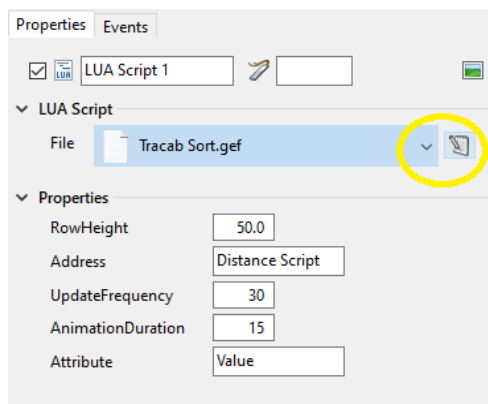 Properties Events
LUA LUA Script 1
LUA Script
File Tracab Sort.gef
Properties
RowHeight 50.0
Address Distance Script
UpdateFrequency 30
AnimationDuration 15
Attribute Value